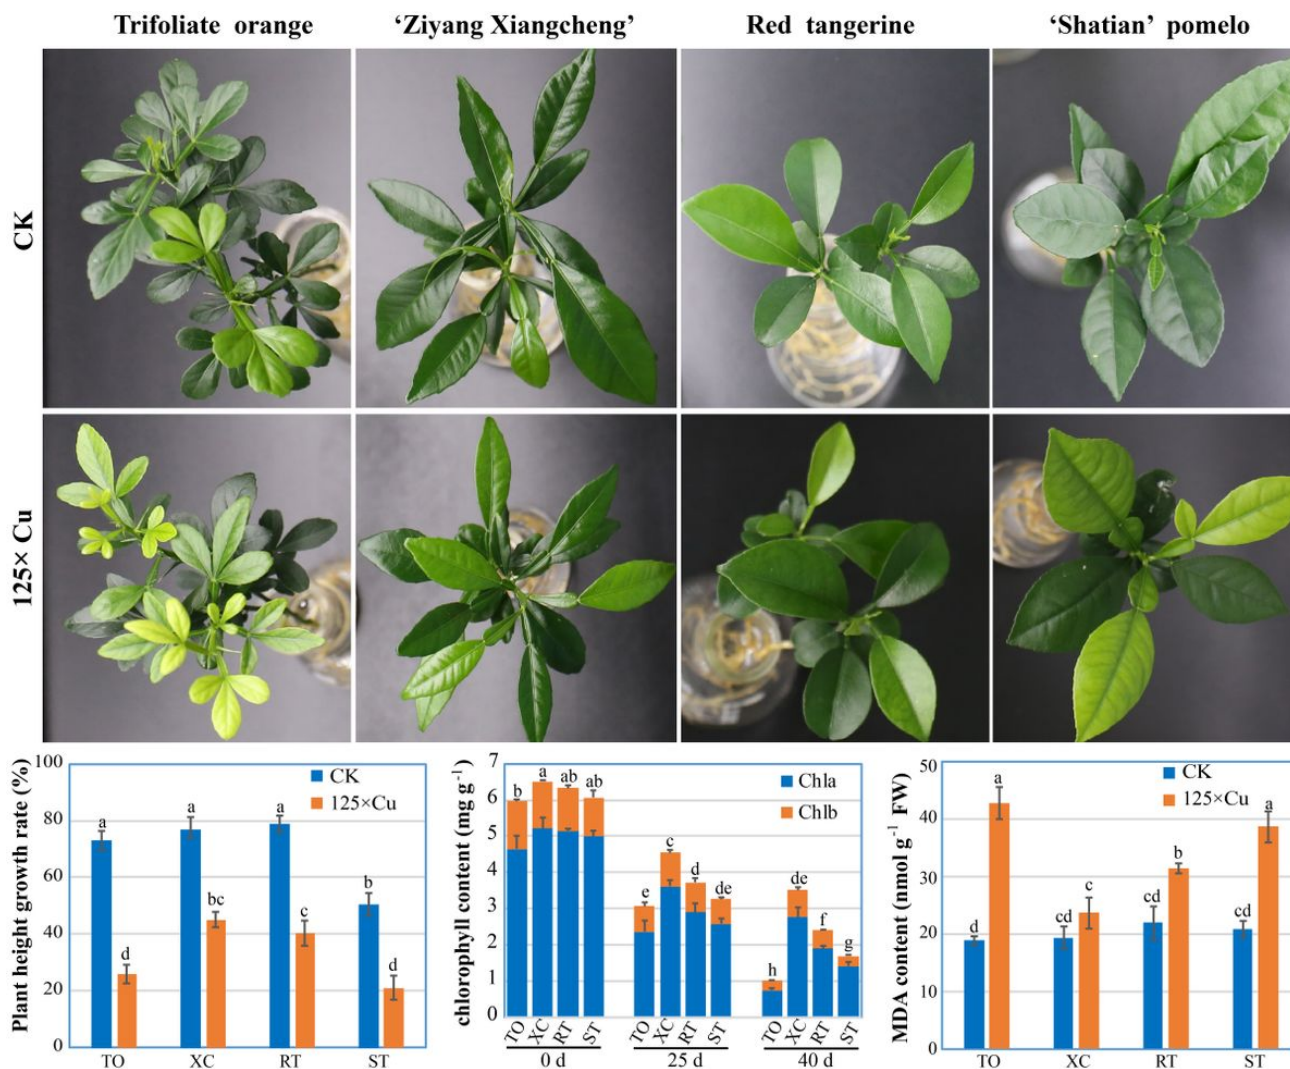 Trifoliate orange
‘Ziyang Xiangcheng’
Red tangerine
‘Shatian’ pomelo
CK
125× Cu
Plant height growth rate (%)
100
80
60
40
20
0
CK
125×Cu
a
d
a
bc
a
c
b
d
TO
XC
RT
ST
chlorophyll content (mg g⁻¹)
7
6
5
4
3
2
1
0
Chla
Chlb
b
a
ab
ab
e
c
d
de
h
d
f
g
TO
XC
RT
ST
TO
XC
RT
ST
TO
XC
RT
ST
0 d
25 d
40 d
MDA content (nmol g⁻¹ FW)
50
40
30
20
10
0
CK
125×Cu
d
a
cd
c
cd
b
cd
a
TO
XC
RT
ST